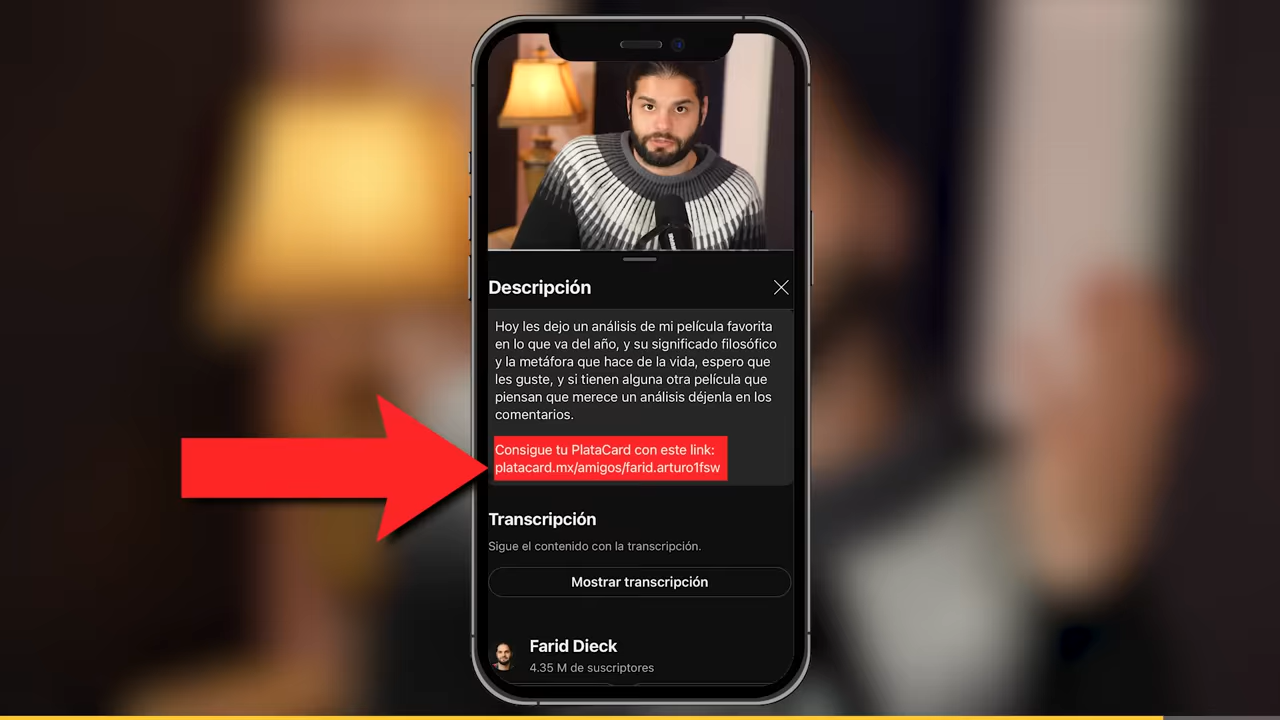 Descripción
Hoy les dejo un análisis de mi película favorita
en lo que va del año, y su significado filosófico
y la metáfora que hace de la vida, espero que
les guste, y si tienen alguna otra película que
piensan que merece un análisis déjenla en los
comentarios.
Consigue tu PlataCard con este link:
platacard.mx/amigos/farid.arturo1fsw
Transcripción
Sigue el contenido con la transcripción.
Mostrar transcripción
Farid Dieck
4.35 M de suscriptores